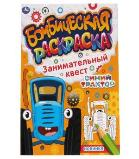 БОМБИЧЕСКАЯ
РАСКРАСКА
Занимательный
квест
СИНИЙ
ТРАКТОР